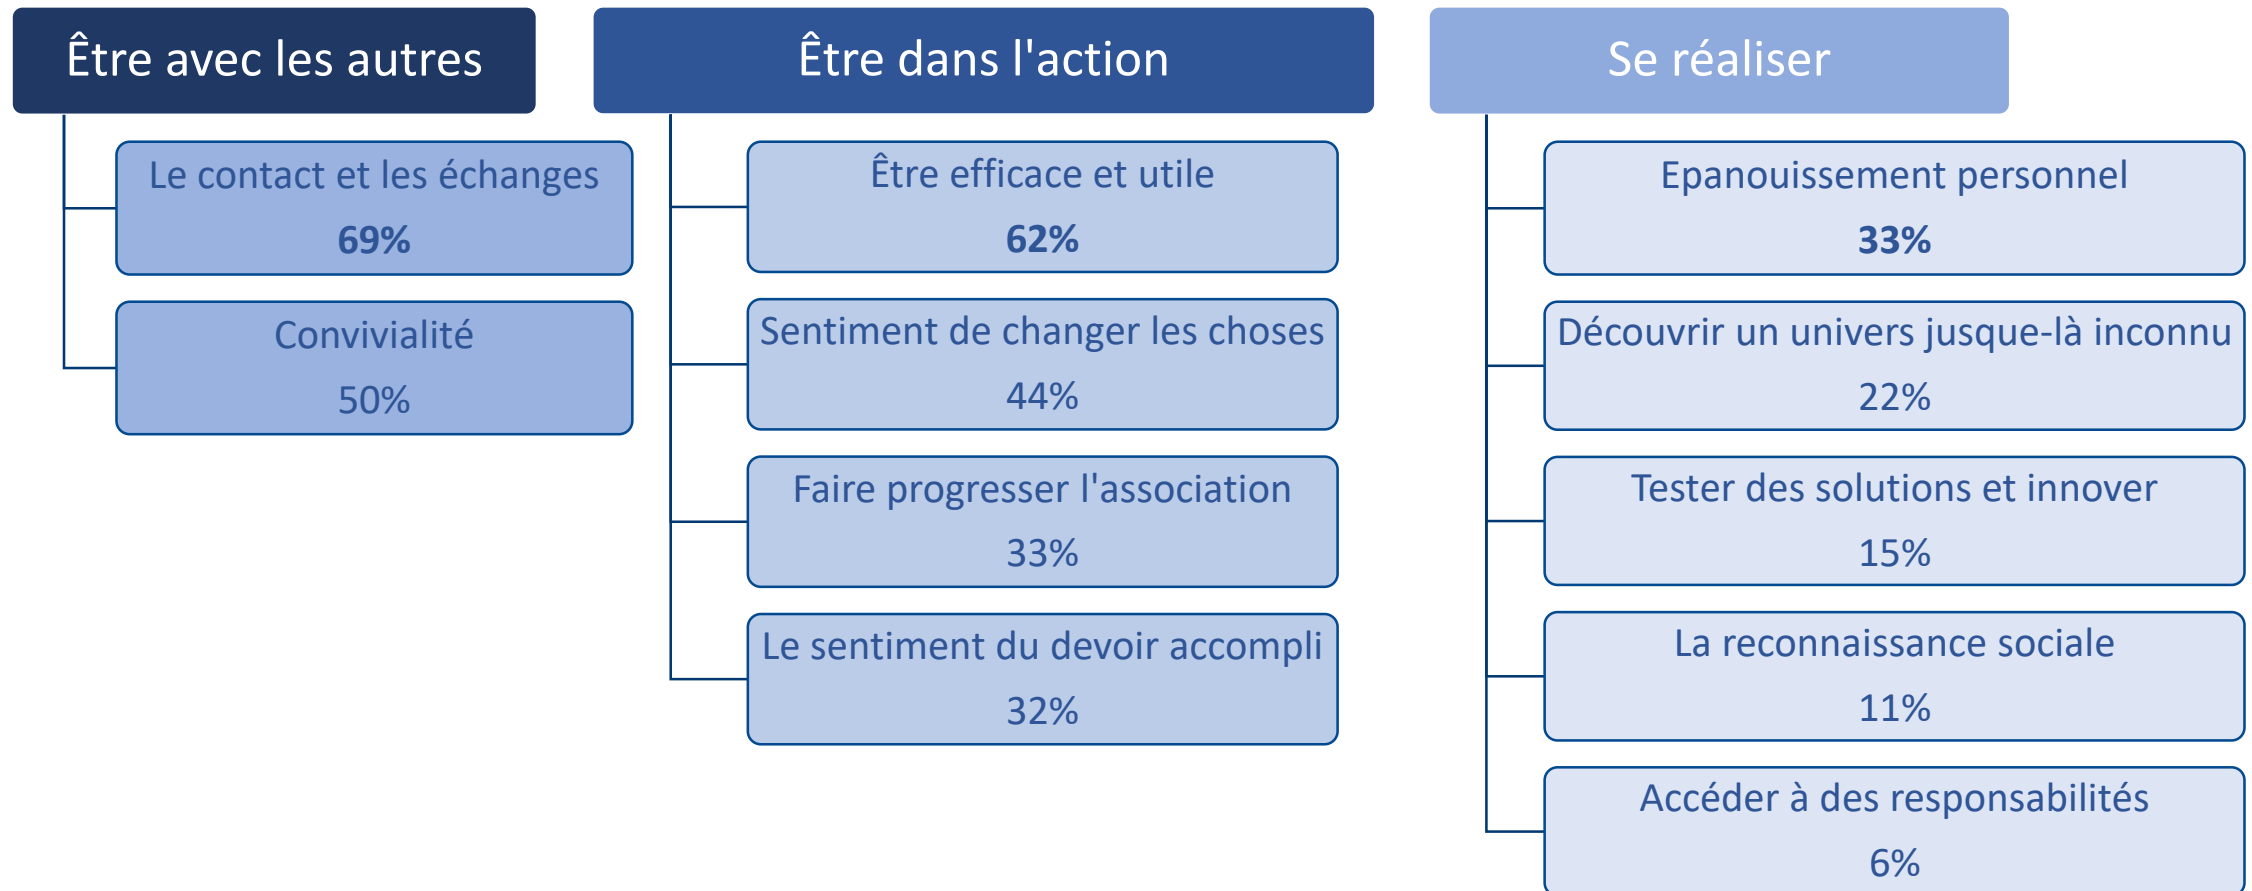 Être avec les autres
Le contact et les échanges
69%
Convivialité
50%
Être dans l'action
Être efficace et utile
62%
Sentiment de changer les choses
44%
Faire progresser l'association
33%
Le sentiment du devoir accompli
32%
Se réaliser
Epanouissement personnel
33%
Découvrir un univers jusque-là inconnu
22%
Tester des solutions et innover
15%
La reconnaissance sociale
11%
Accéder à des responsabilités
6%